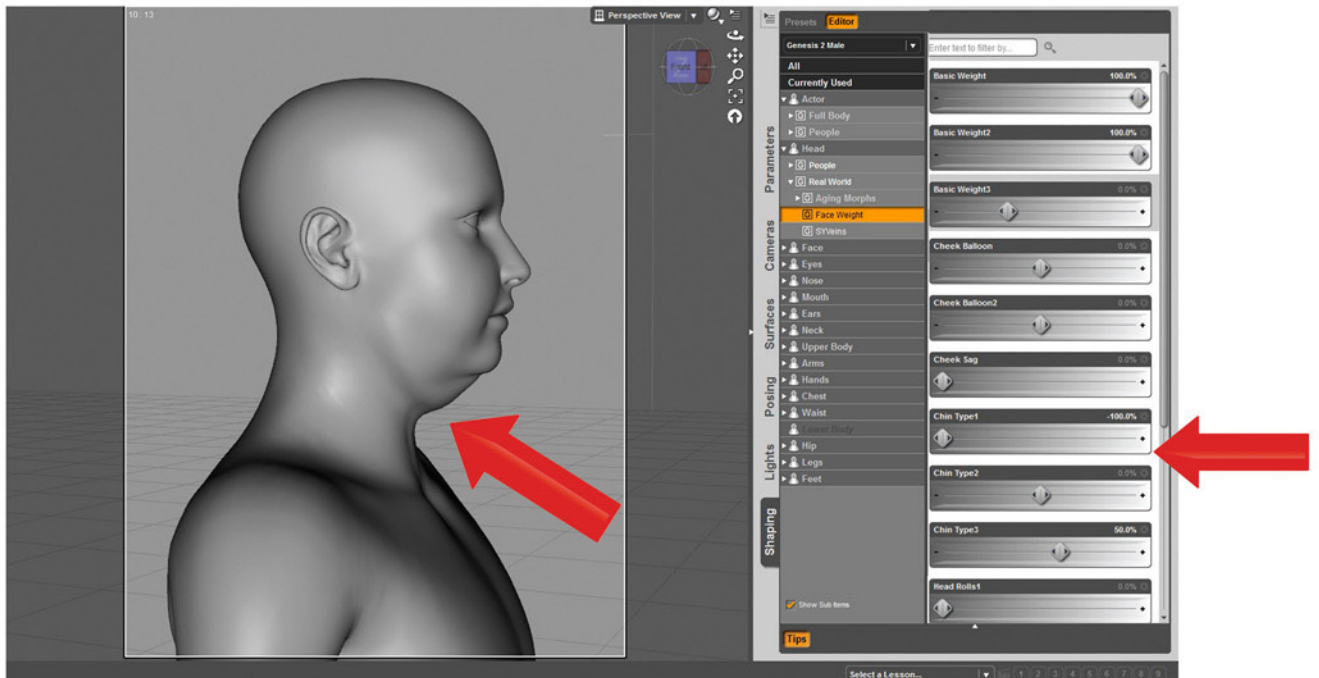 10 : 13
Perspective View
Front
Presets Editor
Genesis 2 Male
Enter text to filter by...
All
Currently Used
Actor
Full Body
People
Head
People
Real World
Aging Morphs
Face Weight
SYVeins
Face
Eyes
Nose
Mouth
Ears
Neck
Upper Body
Arms
Hands
Chest
Waist
Lower Body
Hip
Legs
Feet
Show Sub Items
Tips
Parameters
Cameras
Surfaces
Posing
Lights
Shaping
Basic Weight 100.0%
Basic Weight2 100.0%
Basic Weight3 0.0%
Cheek Balloon 0.0%
Cheek Balloon2 0.0%
Cheek Sag 0.0%
Chin Type1 -100.0%
Chin Type2 0.0%
Chin Type3 50.0%
Head Rolls1 0.0%
Select a Lesson...
1 2 3 4 5 6 7 8 9